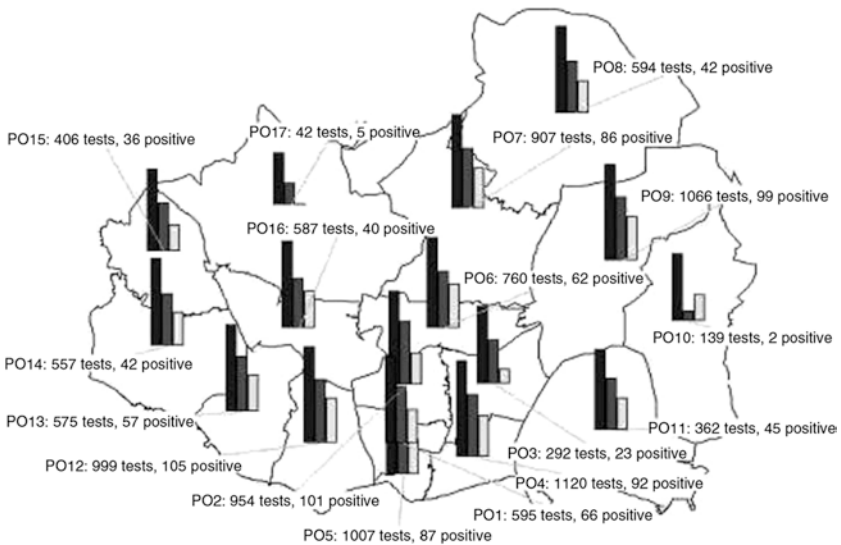 PO8: 594 tests, 42 positive
PO17: 42 tests, 5 positive
PO15: 406 tests, 36 positive
PO7: 907 tests, 86 positive
PO9: 1066 tests, 99 positive
PO16: 587 tests, 40 positive
PO6: 760 tests, 62 positive
PO10: 139 tests, 2 positive
PO14: 557 tests, 42 positive
PO13: 575 tests, 57 positive
PO11: 362 tests, 45 positive
PO3: 292 tests, 23 positive
PO12: 999 tests, 105 positive
PO4: 1120 tests, 92 positive
PO2: 954 tests, 101 positive
PO1: 595 tests, 66 positive
PO5: 1007 tests, 87 positive